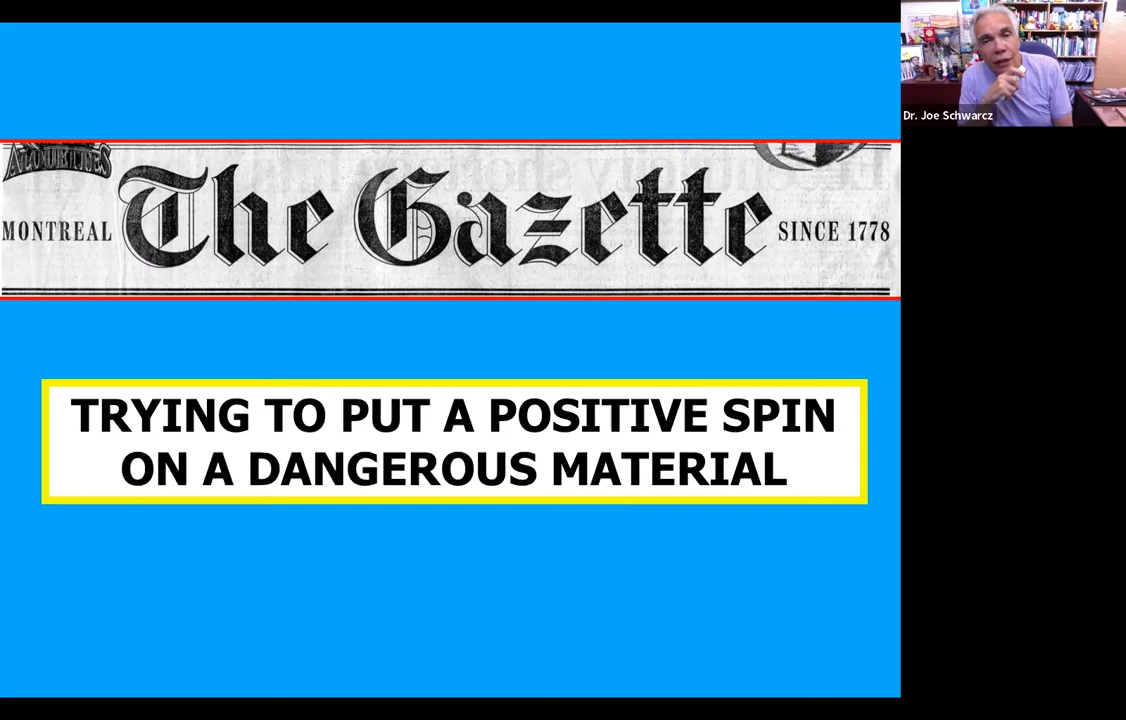 Dr. Joe Schwarcz
MONTREAL The Gazette SINCE 1778
TRYING TO PUT A POSITIVE SPIN
ON A DANGEROUS MATERIAL